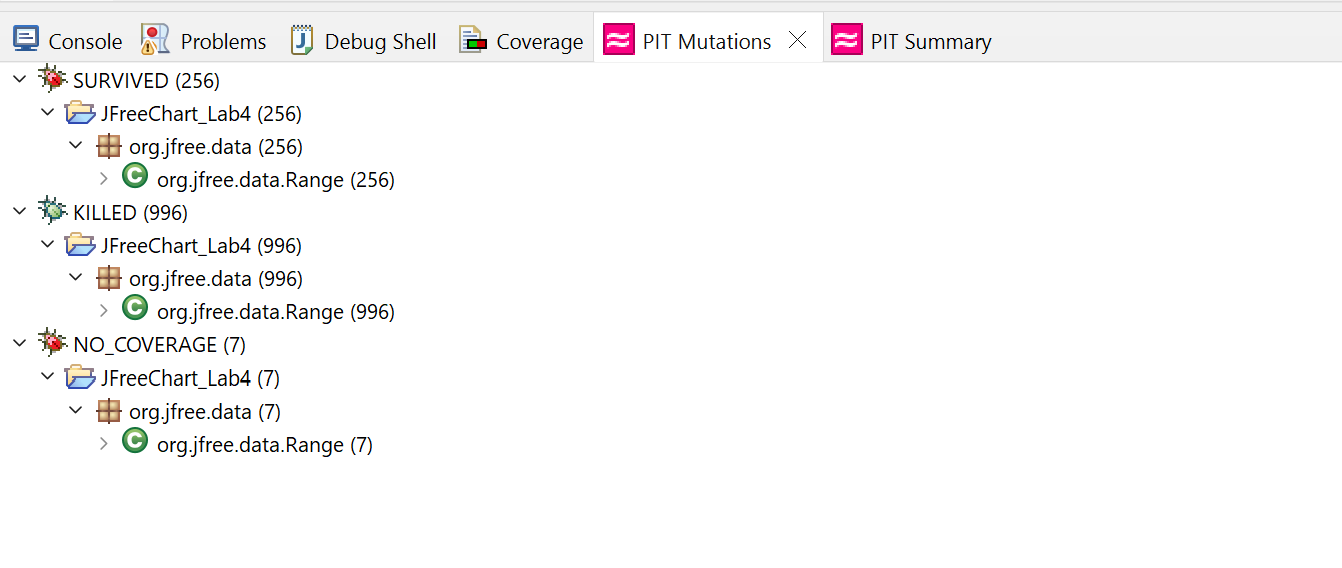 Console Problems Debug Shell Coverage PIT Mutations PIT Summary
SURVIVED (256)
JFreeChart_Lab4 (256)
org.jfree.data (256)
org.jfree.data.Range (256)
KILLED (996)
JFreeChart_Lab4 (996)
org.jfree.data (996)
org.jfree.data.Range (996)
NO_COVERAGE (7)
JFreeChart_Lab4 (7)
org.jfree.data (7)
org.jfree.data.Range (7)